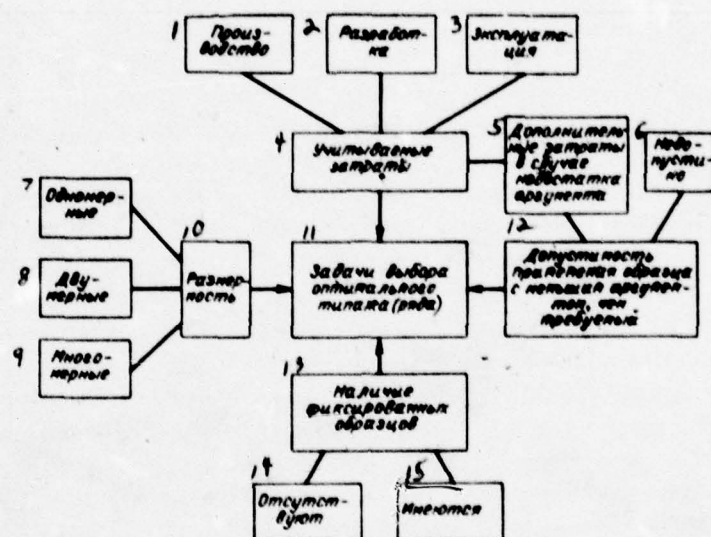 1
Произ-
водство
2
Разработ-
ка
3
Эксплуата-
ция
4
Учитываемые
затраты
5
Дополнитель-
ные затраты
в случае
недостатка
аргумента
6
Недо-
пустимо
7
Одномер-
ные
8
Дву-
мерные
9
Много-
мерные
10
Размер-
ность
11
Задачи выбора
оптимального
типажа (ряда)
12
Допустимость
применения образца
с меньшим аргумен-
том, чем
требуемый
13
Наличие
фиксированных
образцов
14
Отсутст-
вуют
15
Имеются